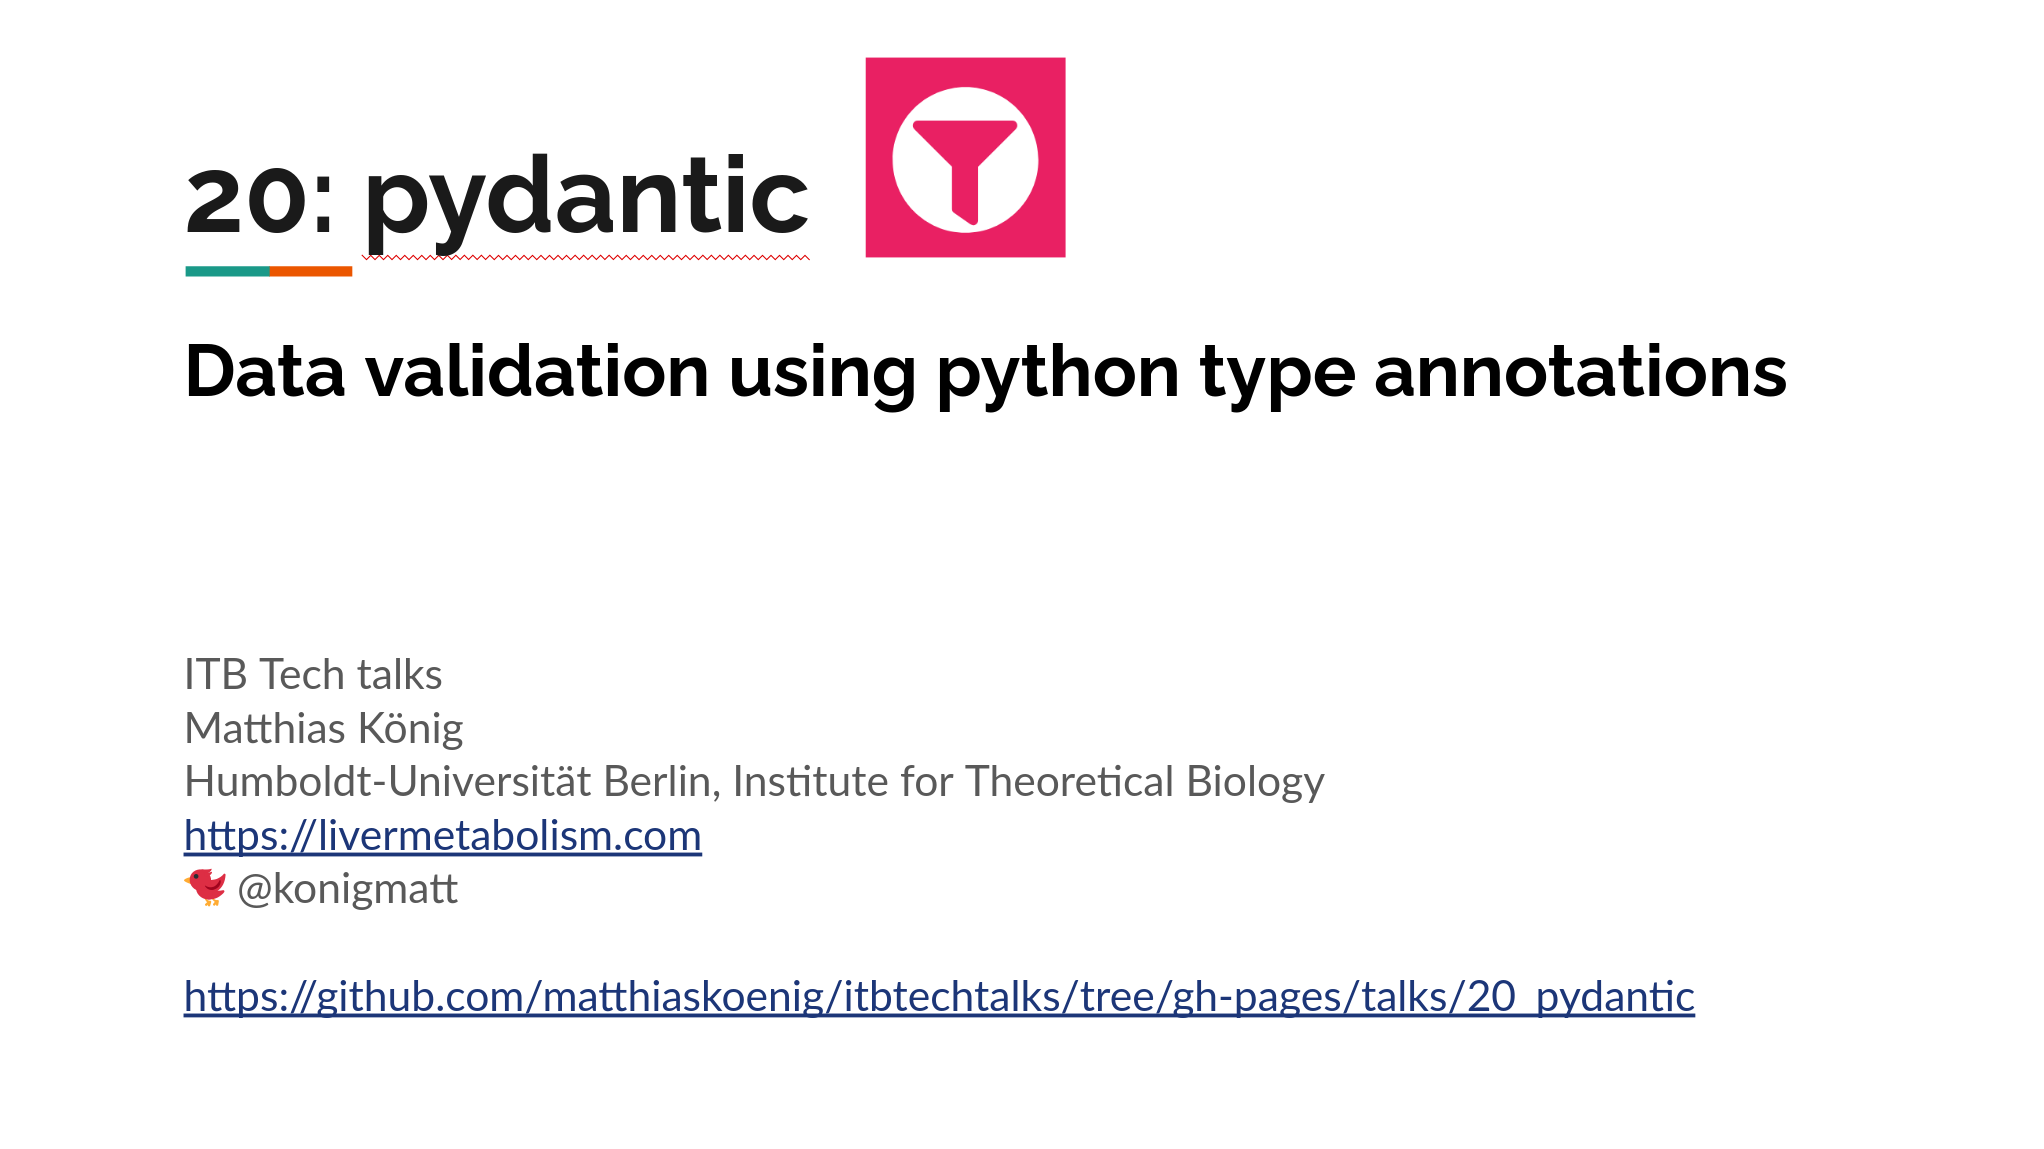 20: pydantic
Data validation using python type annotations
ITB Tech talks
Matthias König
Humboldt-Universität Berlin, Institute for Theoretical Biology
https://livermetabolism.com
@konigmatt
https://github.com/matthiaskoenig/itbtechtalks/tree/gh-pages/talks/20_pydantic